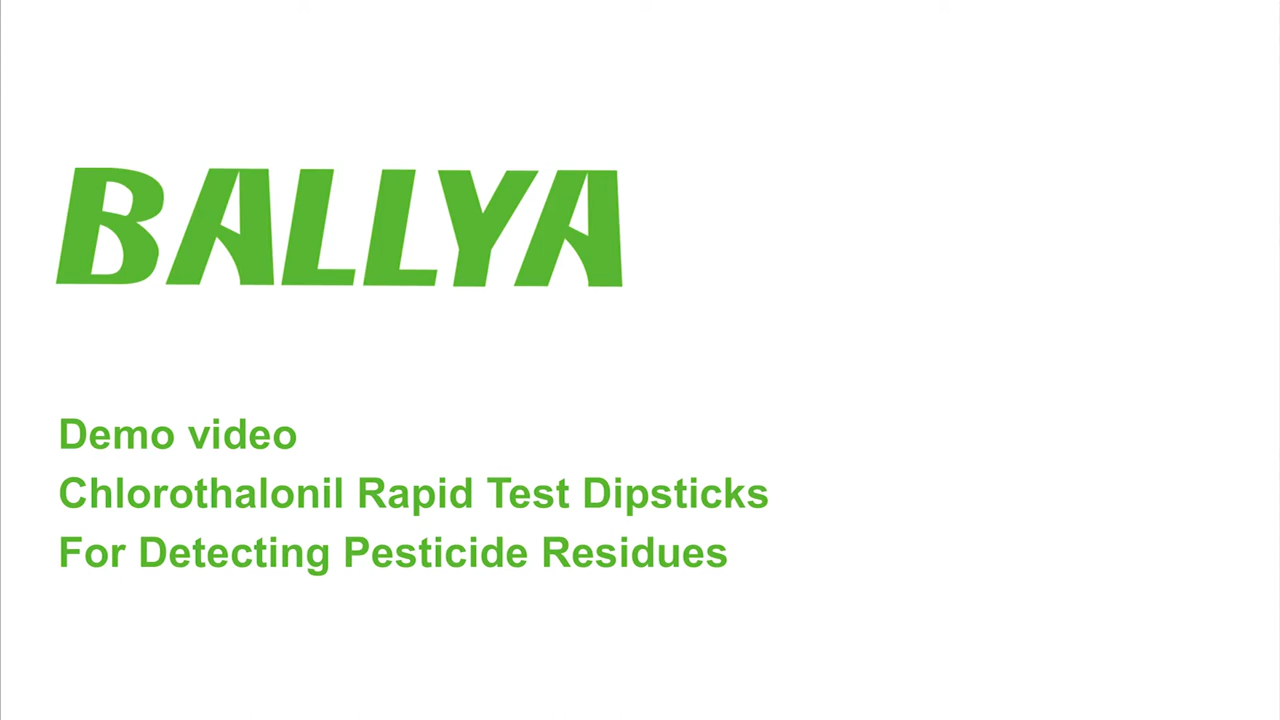 BALLYA
Demo video
Chlorothalonil Rapid Test Dipsticks
For Detecting Pesticide Residues